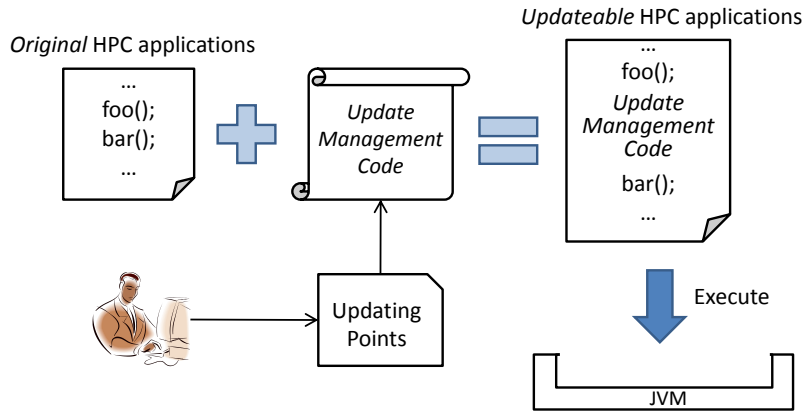 Original HPC applications
...
foo();
bar();
...
Update
Management
Code
Updateable HPC applications
...
foo();
Update
Management
Code
bar();
...
Updating
Points
Execute
JVM